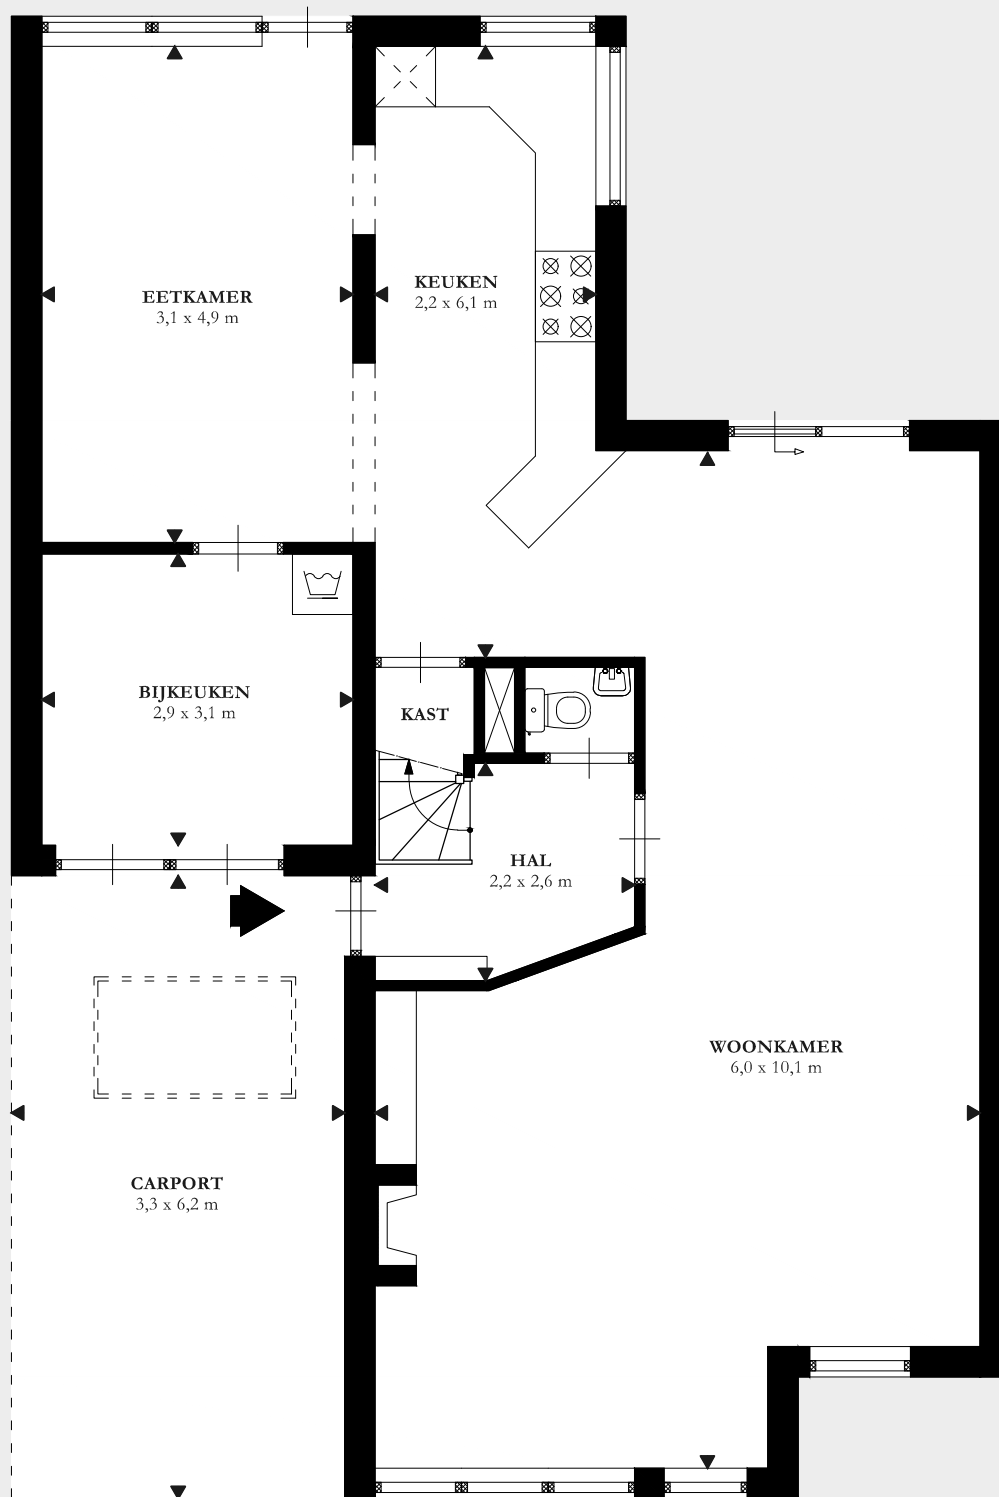 KEUKEN
2,2 x 6,1 m
EETKAMER
3,1 x 4,9 m
BIJKEUKEN
2,9 x 3,1 m
KAST
HAL
2,2 x 2,6 m
WOONKAMER
6,0 x 10,1 m
CARPORT
3,3 x 6,2 m